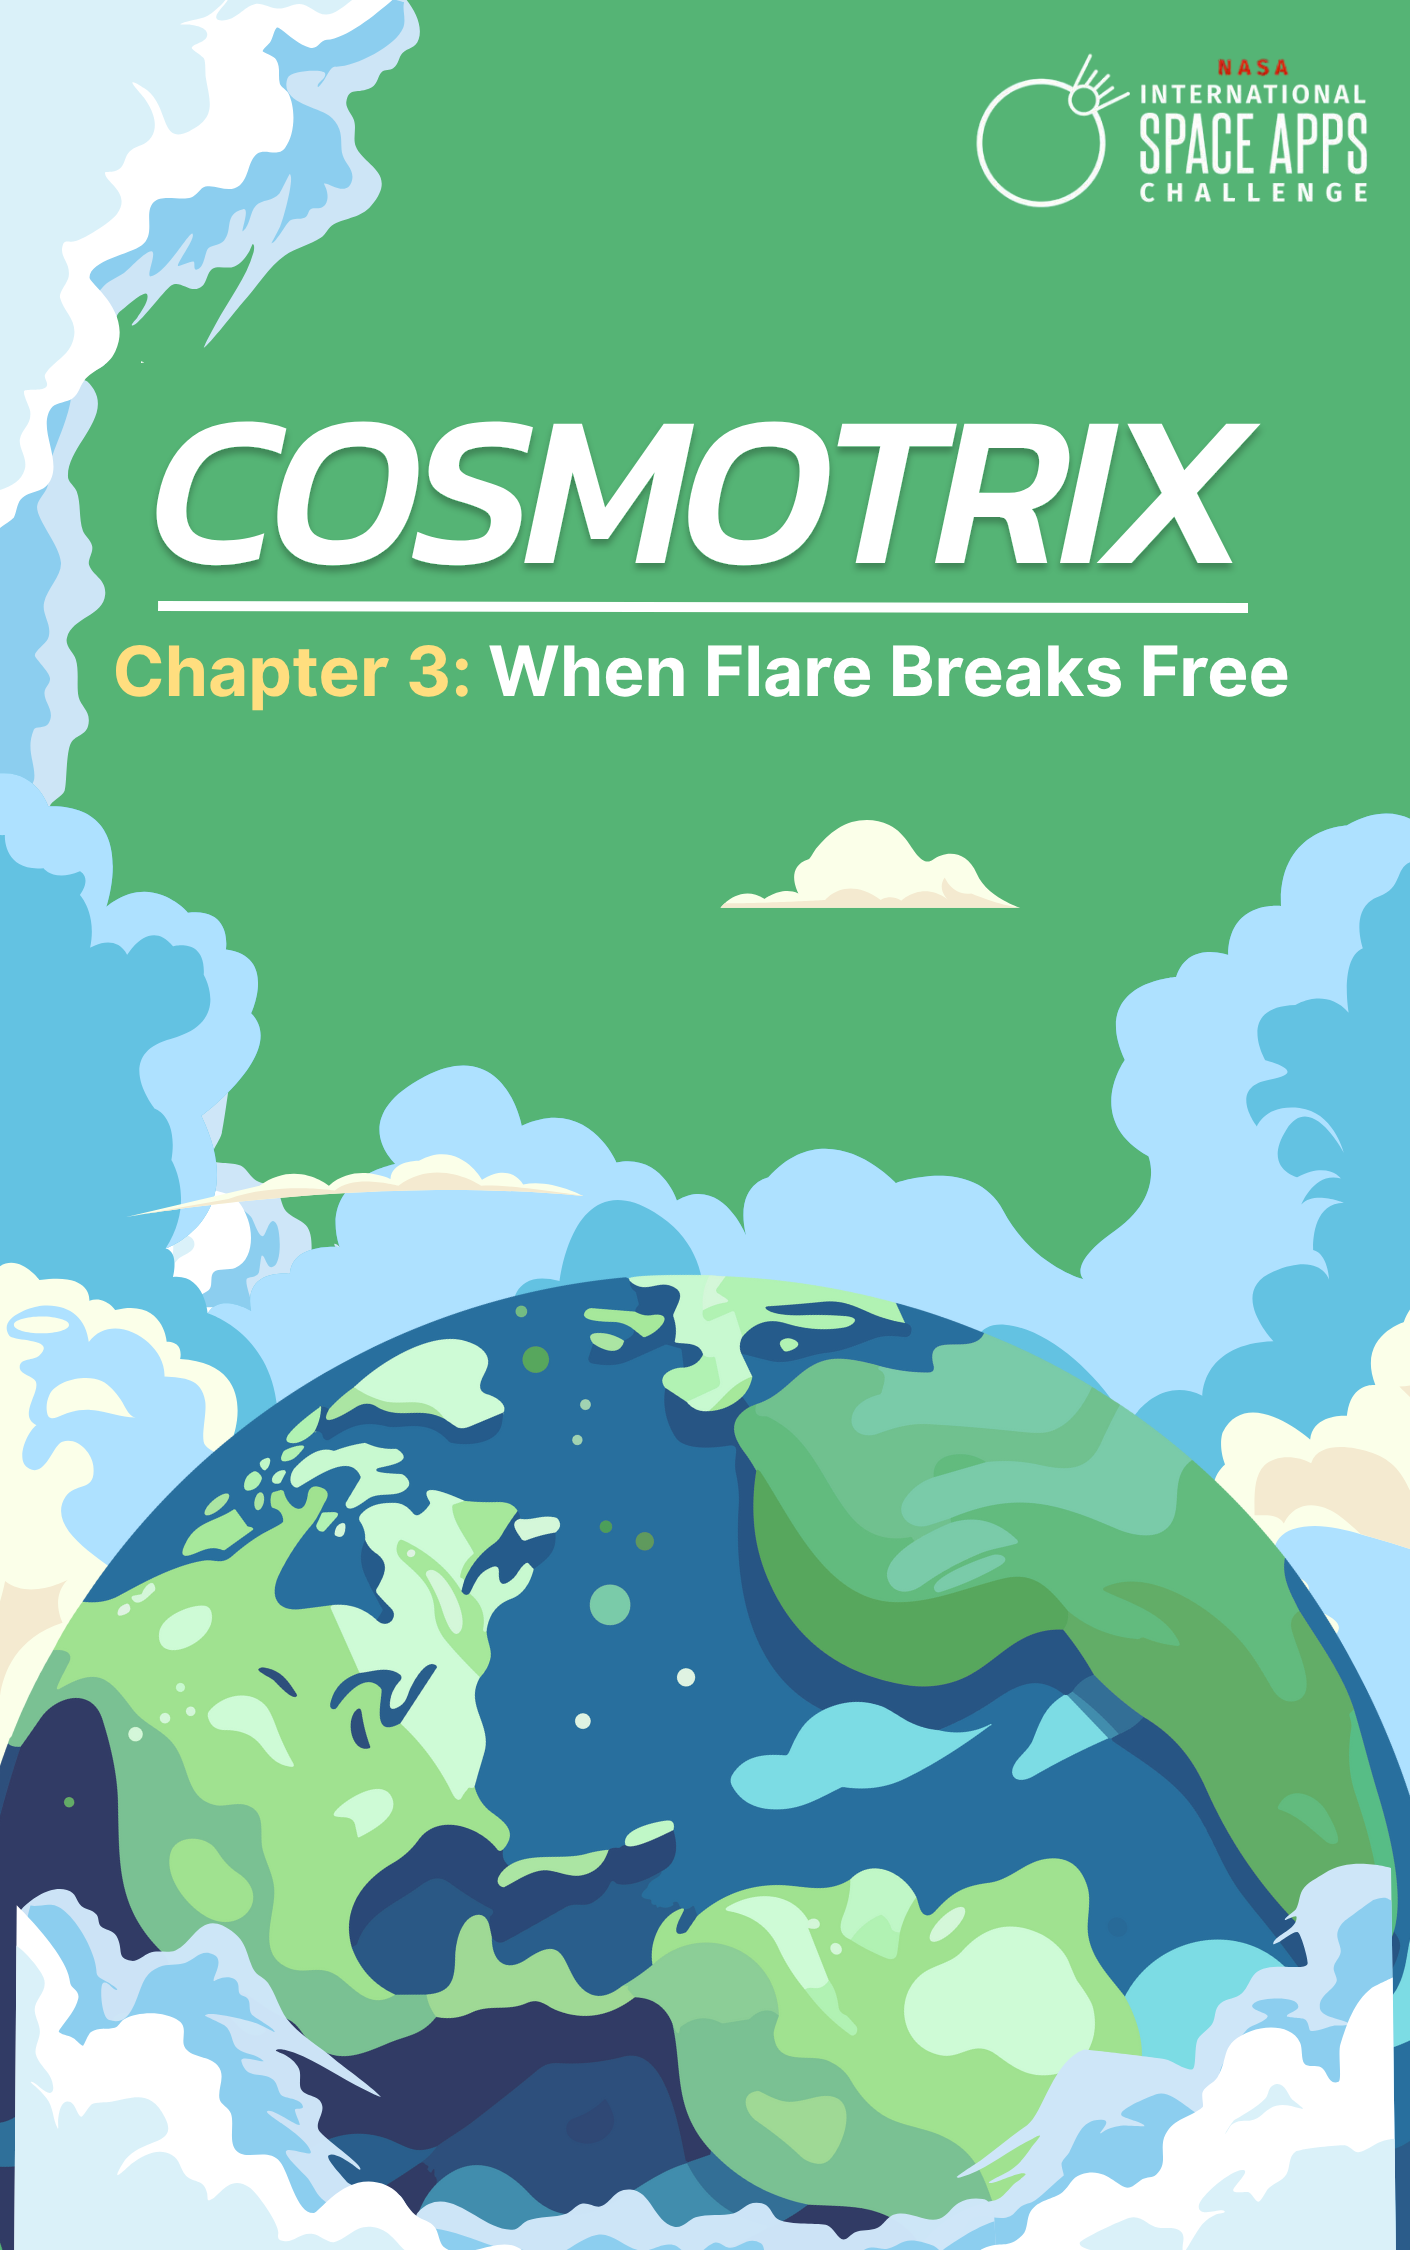 NASA
INTERNATIONAL
SPACE APPS
CHALLENGE
COSMOTRIX
Chapter 3: When Flare Breaks Free